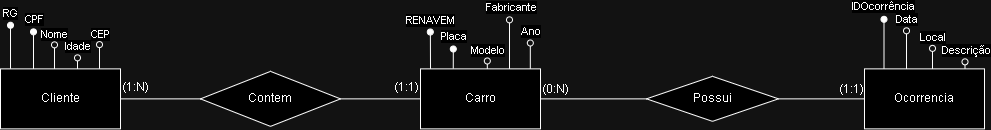 RG
CPF
Nome
Idade
CEP
Cliente
(1:N)
Contem
(1:1)
RENAVEM
Placa
Modelo
Fabricante
Ano
Carro
(0:N)
Possui
(1:1)
IDOcorrência
Data
Local
Descrição
Ocorrencia